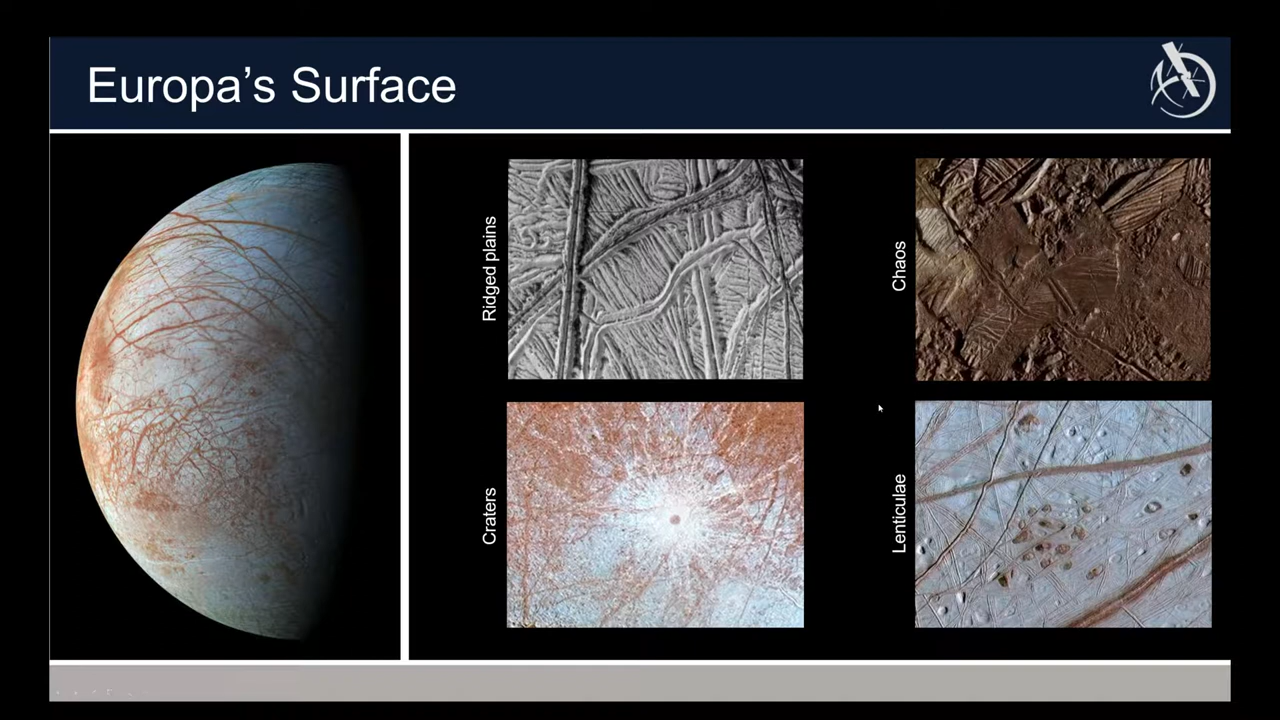 Europa's Surface
Ridged plains
Chaos
Craters
Lenticulae